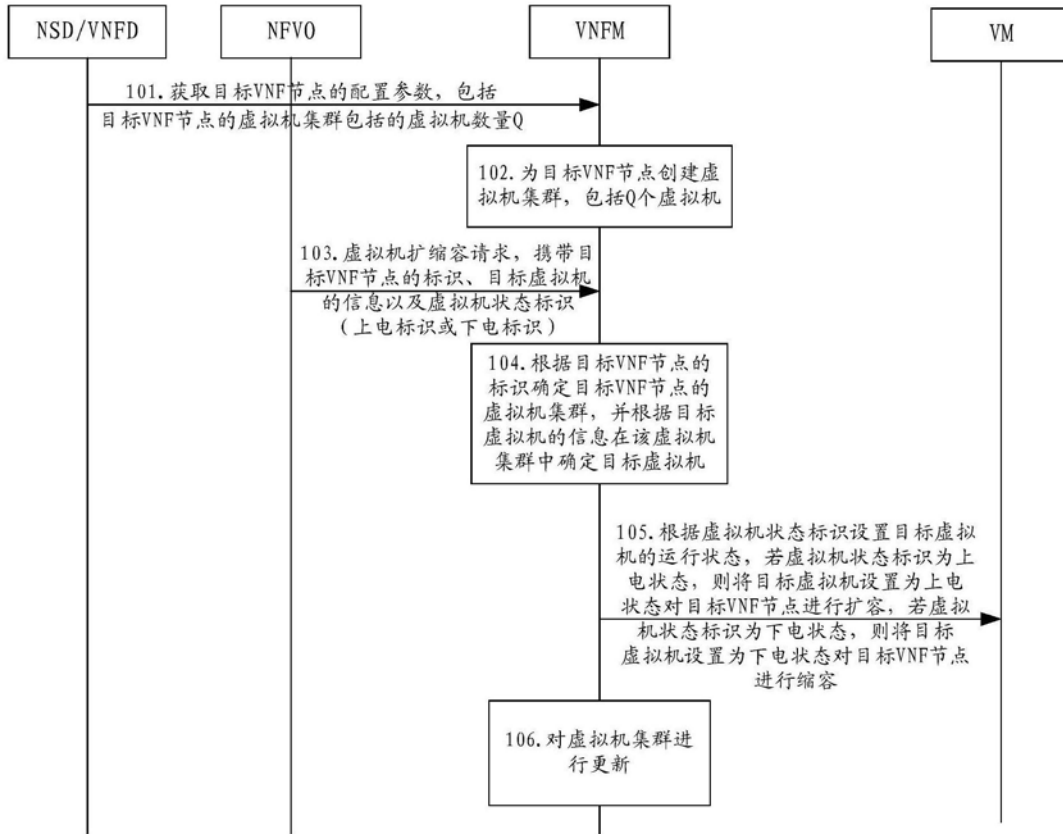 NSD/VNFD
NFVO
VNFM
VM
101.获取目标VNF节点的配置参数，包括
目标VNF节点的虚拟机集群包括的虚拟机数量Q
102.为目标VNF节点创建虚
拟机集群，包括Q个虚拟机
103.虚拟机扩缩容请求，携带目
标VNF节点的标识、目标虚拟机
的信息以及虚拟机状态标识
（上电标识或下电标识）
104.根据目标VNF节点的
标识确定目标VNF节点的
虚拟机集群，并根据目标
虚拟机的信息在该虚拟机
集群中确定目标虚拟机
105.根据虚拟机状态标识设置目标虚拟
机的运行状态，若虚拟机状态标识为上
电状态，则将目标虚拟机设置为上电
状态对目标VNF节点进行扩容，若虚拟
机状态标识为下电状态，则将目标
虚拟机设置为下电状态对目标VNF节点
进行缩容
106.对虚拟机集群进
行更新